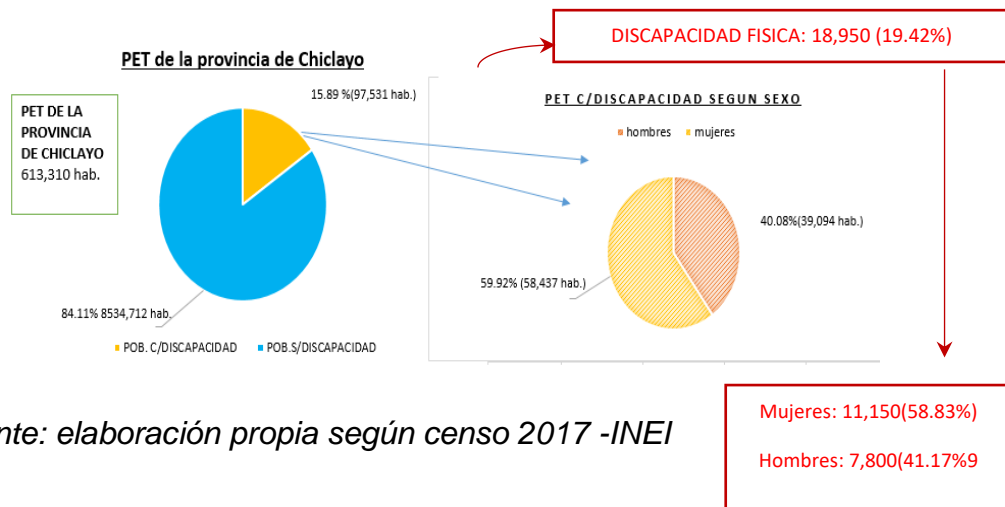 DISCAPACIDAD FISICA: 18,950 (19.42%)
PET de la provincia de Chiclayo
PET DE LA
PROVINCIA
DE CHICLAYO
613,310 hab.
15.89 %(97,531 hab.)
84.11% 8534,712 hab.
POB. C/DISCAPACIDAD POB.S/DISCAPACIDAD
PET C/DISCAPACIDAD SEGUN SEXO
hombres mujeres
40.08%(39,094 hab.)
59.92% (58,437 hab.)
nte: elaboración propia según censo 2017 -INEI
Mujeres: 11,150(58.83%)
Hombres: 7,800(41.17%9